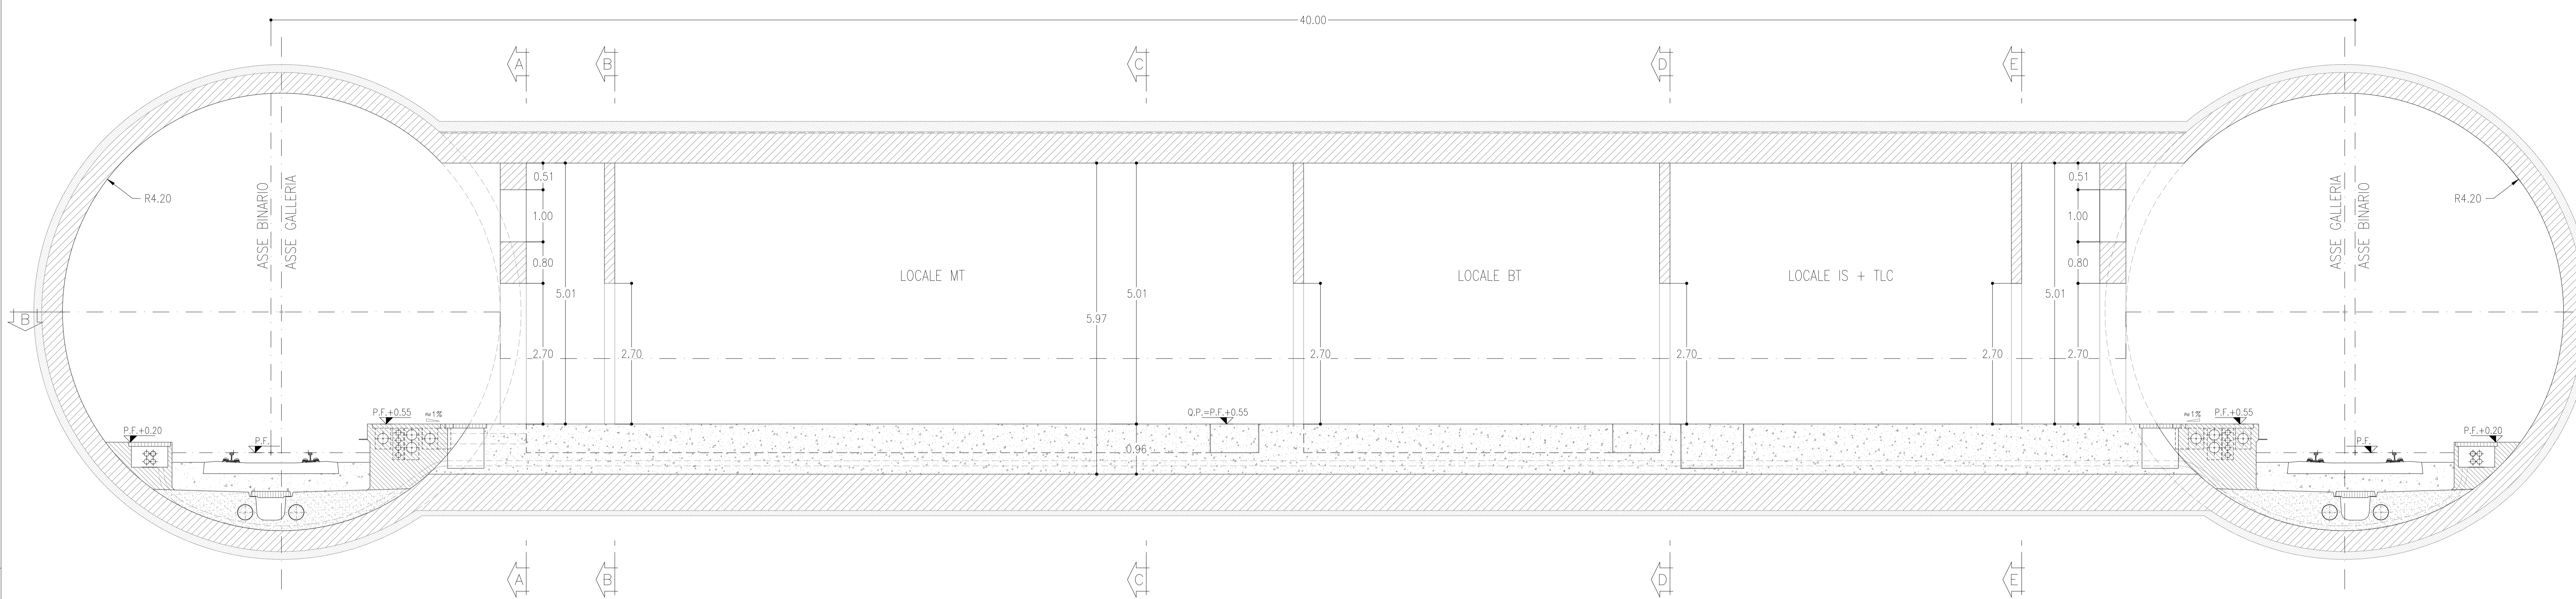 40.00
A
B
C
D
E
ASSE BINARIO
ASSE GALLERIA
ASSE GALLERIA
ASSE BINARIO
R4.20
R4.20
0.51
1.00
0.80
5.01
2.70
2.70
LOCALE MT
5.97
5.01
2.70
LOCALE BT
2.70
LOCALE IS + TLC
2.70
5.01
0.51
1.00
0.80
2.70
B
P.F.+0.20
P.F.
P.F.+0.55
≈1%
Q.P.=P.F.+0.55
0.96
≈1%
P.F.+0.55
P.F.
P.F.+0.20
A
B
C
D
E